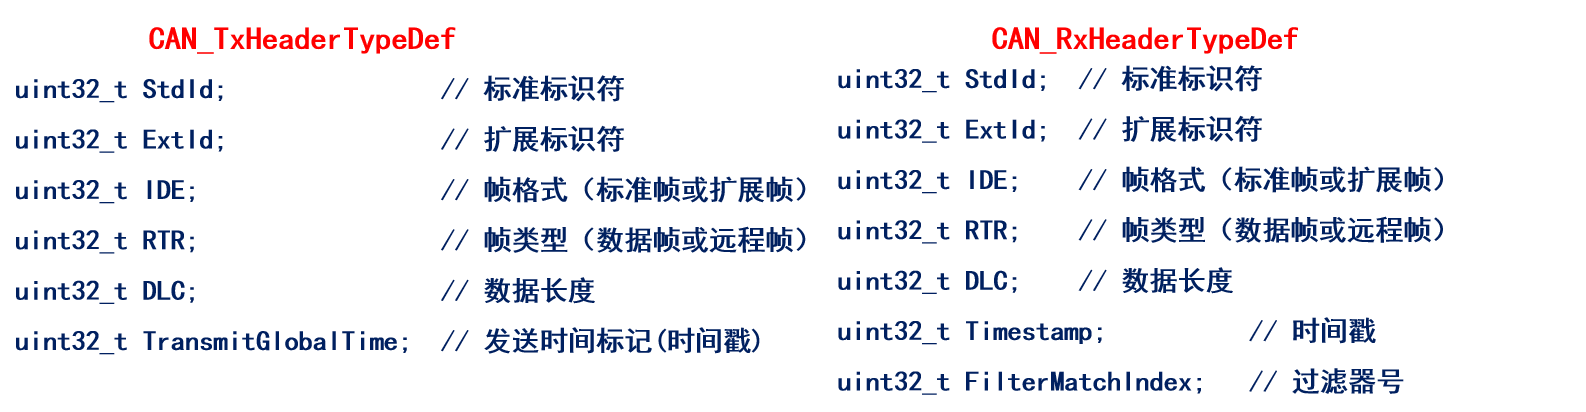 CAN_TxHeaderTypeDef
uint32_t StdId; // 标准标识符
uint32_t ExtId; // 扩展标识符
uint32_t IDE; // 帧格式（标准帧或扩展帧）
uint32_t RTR; // 帧类型（数据帧或远程帧）
uint32_t DLC; // 数据长度
uint32_t TransmitGlobalTime; // 发送时间标记(时间戳)
CAN_RxHeaderTypeDef
uint32_t StdId; // 标准标识符
uint32_t ExtId; // 扩展标识符
uint32_t IDE; // 帧格式（标准帧或扩展帧）
uint32_t RTR; // 帧类型（数据帧或远程帧）
uint32_t DLC; // 数据长度
uint32_t Timestamp; // 时间戳
uint32_t FilterMatchIndex; // 过滤器号